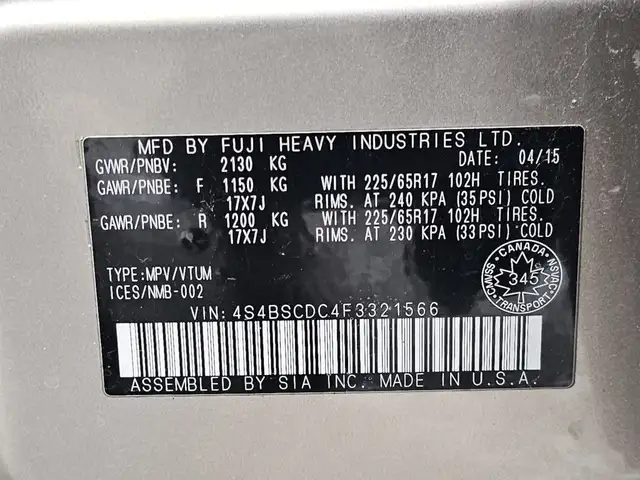 MFD BY FUJI HEAVY INDUSTRIES LTD.
GVWR/PNBV: 2130 KG DATE: 04/15
GAWR/PNBE: F 1150 KG WITH 225/65R17 102H TIRES.
17X7J RIMS. AT 240 KPA (35PSI) COLD
GAWR/PNBE: R 1200 KG WITH 225/65R17 102H TIRES.
17X7J RIMS. AT 230 KPA (33PSI) COLD
TYPE:MPV/VTUM
ICES/NMB-002
CANADA
CMVSS 345 NSVAC
TRANSPORT
VIN: 4S4BSCDC4F3321566
ASSEMBLED BY SIA INC. MADE IN U.S.A.